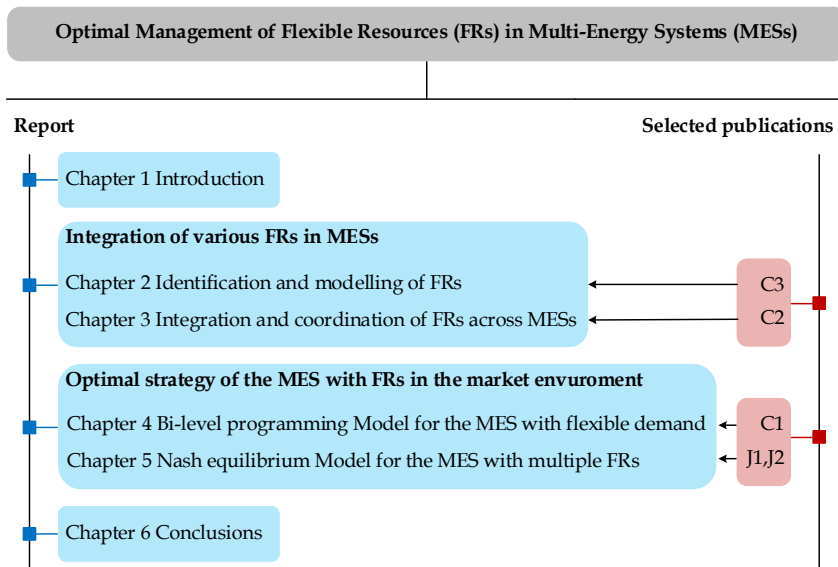 Optimal Management of Flexible Resources (FRs) in Multi-Energy Systems (MESs)
Report
Selected publications
Chapter 1 Introduction
Integration of various FRs in MESs
Chapter 2 Identification and modelling of FRs
C3
Chapter 3 Integration and coordination of FRs across MESs
C2
Optimal strategy of the MES with FRs in the market envuroment
Chapter 4 Bi-level programming Model for the MES with flexible demand
C1
Chapter 5 Nash equilibrium Model for the MES with multiple FRs
J1,J2
Chapter 6 Conclusions